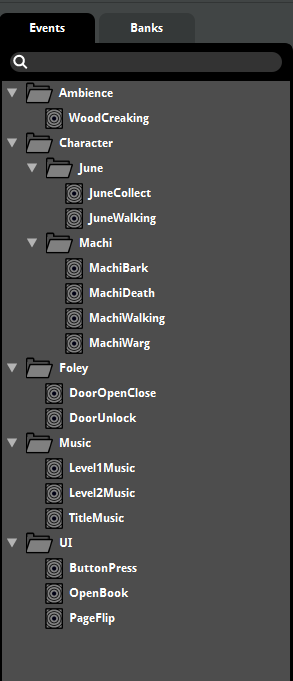 Events Banks
Ambience
WoodCreaking
Character
June
JuneCollect
JuneWalking
Machi
MachiBark
MachiDeath
MachiWalking
MachiWarg
Foley
DoorOpenClose
DoorUnlock
Music
Level1Music
Level2Music
TitleMusic
UI
ButtonPress
OpenBook
PageFlip